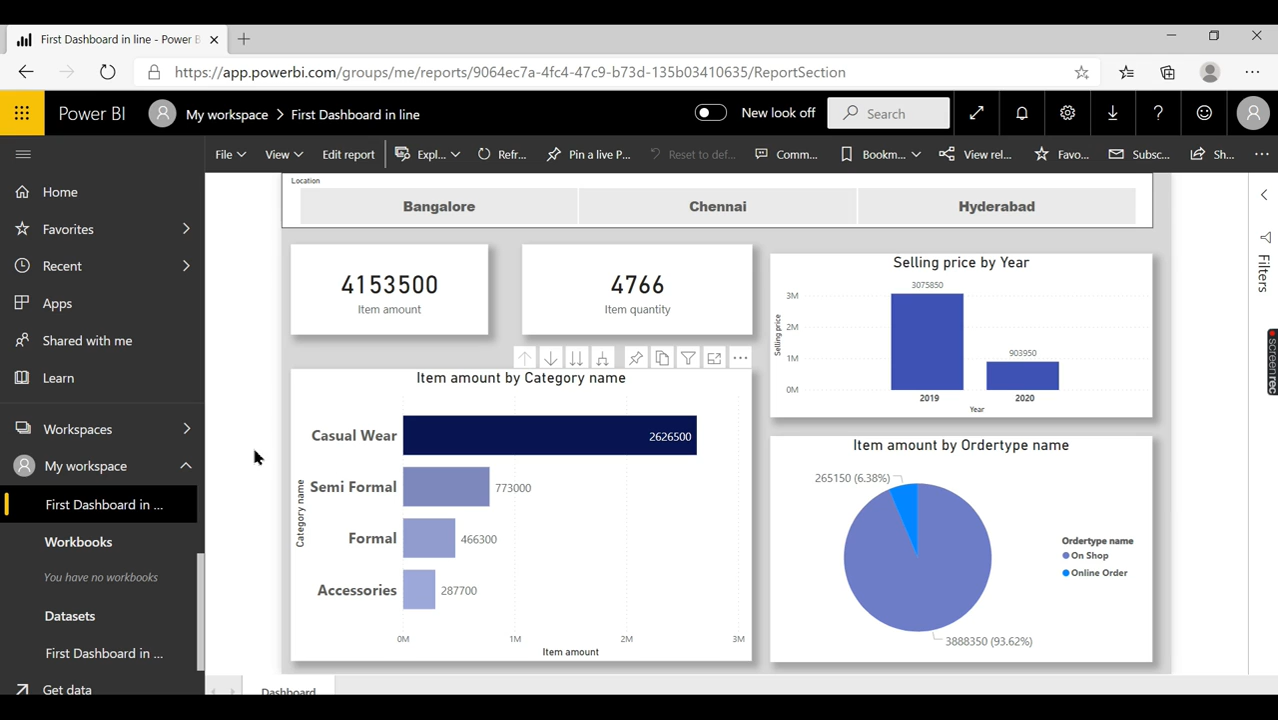 First Dashboard in line - Power B
https://app.powerbi.com/groups/me/reports/9064ec7a-4fc4-47c9-b73d-135b03410635/ReportSection
Power BI My workspace > First Dashboard in line New look off Search
File View Edit report Expl... Refr... Pin a live P... Reset to def... Comm... Bookm... View rel... Favo... Subsc... Sh... ...
Home
Favorites
Recent
Apps
Shared with me
Learn
Workspaces
My workspace
First Dashboard in ...
Workbooks
You have no workbooks
Datasets
First Dashboard in ...
Get data
Location
Bangalore Chennai Hyderabad
4153500
Item amount
4766
Item quantity
Selling price by Year
3075850
903950
3M
2M
1M
0M
Selling price
2019 2020
Year
Item amount by Category name
Category name
Casual Wear 2626500
Semi Formal 773000
Formal 466300
Accessories 287700
0M 1M 2M 3M
Item amount
Item amount by Ordertype name
265150 (6.38%)
3888350 (93.62%)
Ordertype name
On Shop
Online Order
Filters
screenrec
Dashboard